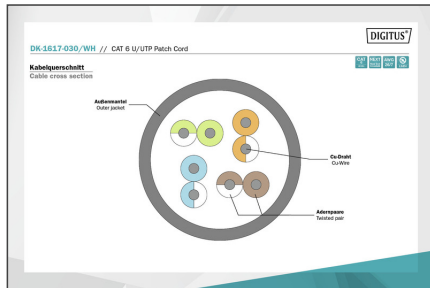 DIGITUS®
DK-1617-030/WH // CAT 6 U/UTP Patch Cord
Kabelquerschnitt
Cable cross section
Außenmantel
Outer jacket
Cu-Draht
Cu-Wire
Adernpaare
Twisted pair